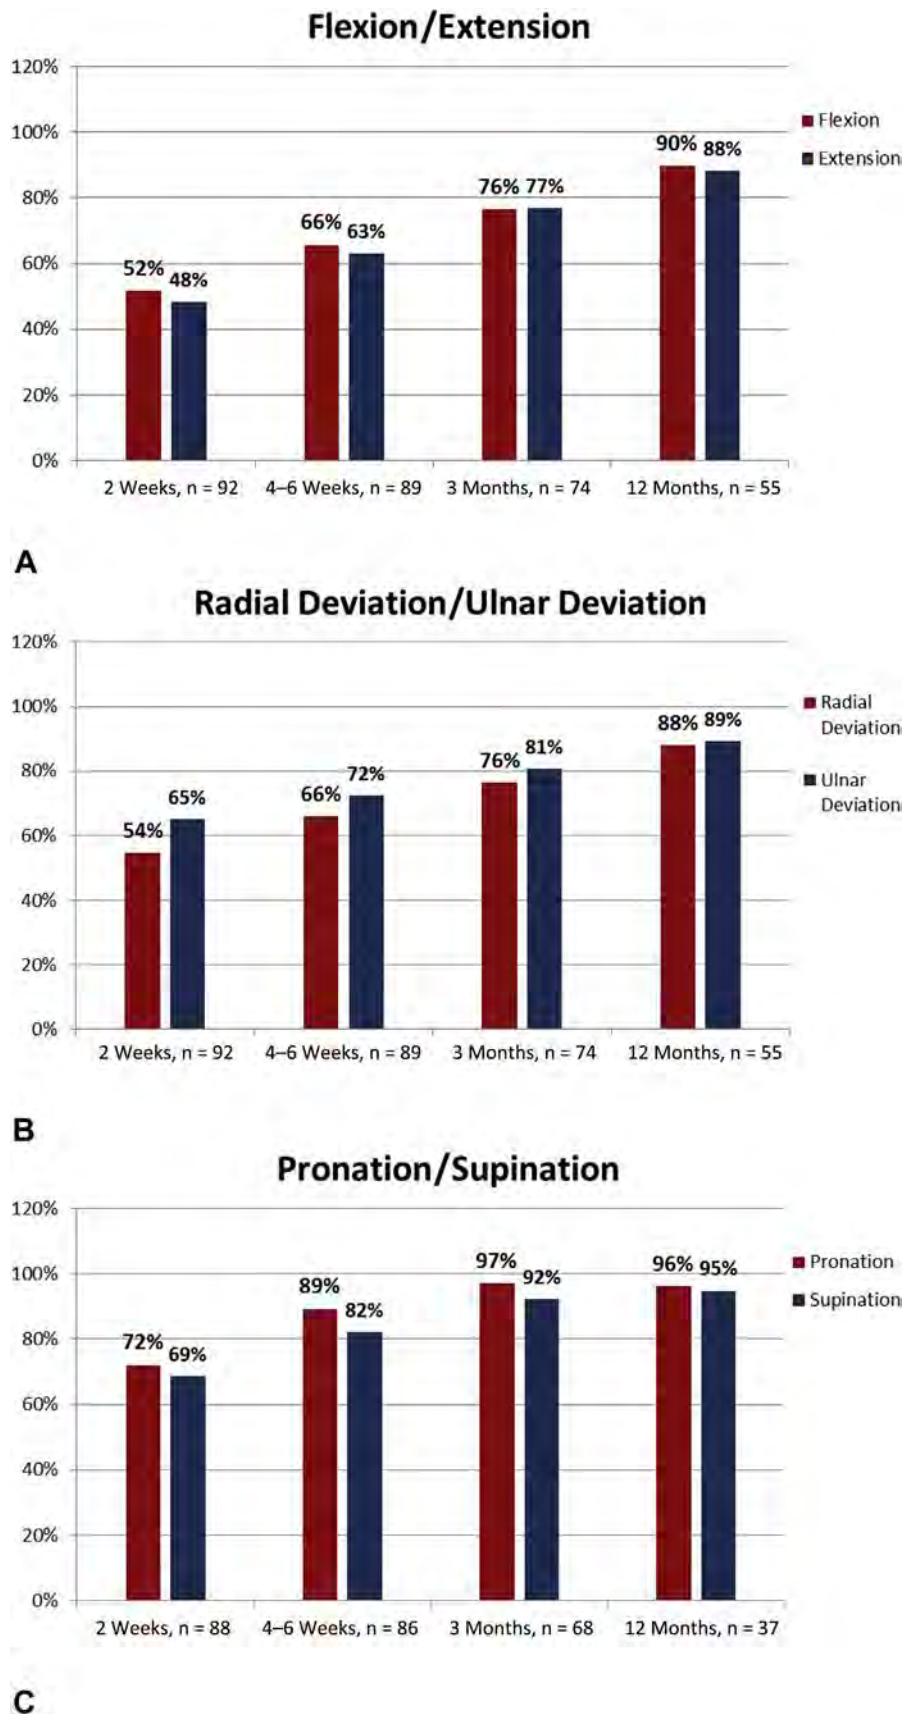 Flexion/Extension
120%
100%
80%
60%
40%
20%
0%
52%
48%
66%
63%
76%
77%
90%
88%
Flexion
Extension
2 Weeks, n = 92
4–6 Weeks, n = 89
3 Months, n = 74
12 Months, n = 55
A
Radial Deviation/Ulnar Deviation
120%
100%
80%
60%
40%
20%
0%
54%
65%
66%
72%
76%
81%
88%
89%
Radial
Deviation
Ulnar
Deviation
2 Weeks, n = 92
4–6 Weeks, n = 89
3 Months, n = 74
12 Months, n = 55
B
Pronation/Supination
120%
100%
80%
60%
40%
20%
0%
72%
69%
89%
82%
97%
92%
96%
95%
Pronation
Supination
2 Weeks, n = 88
4–6 Weeks, n = 86
3 Months, n = 68
12 Months, n = 37
C